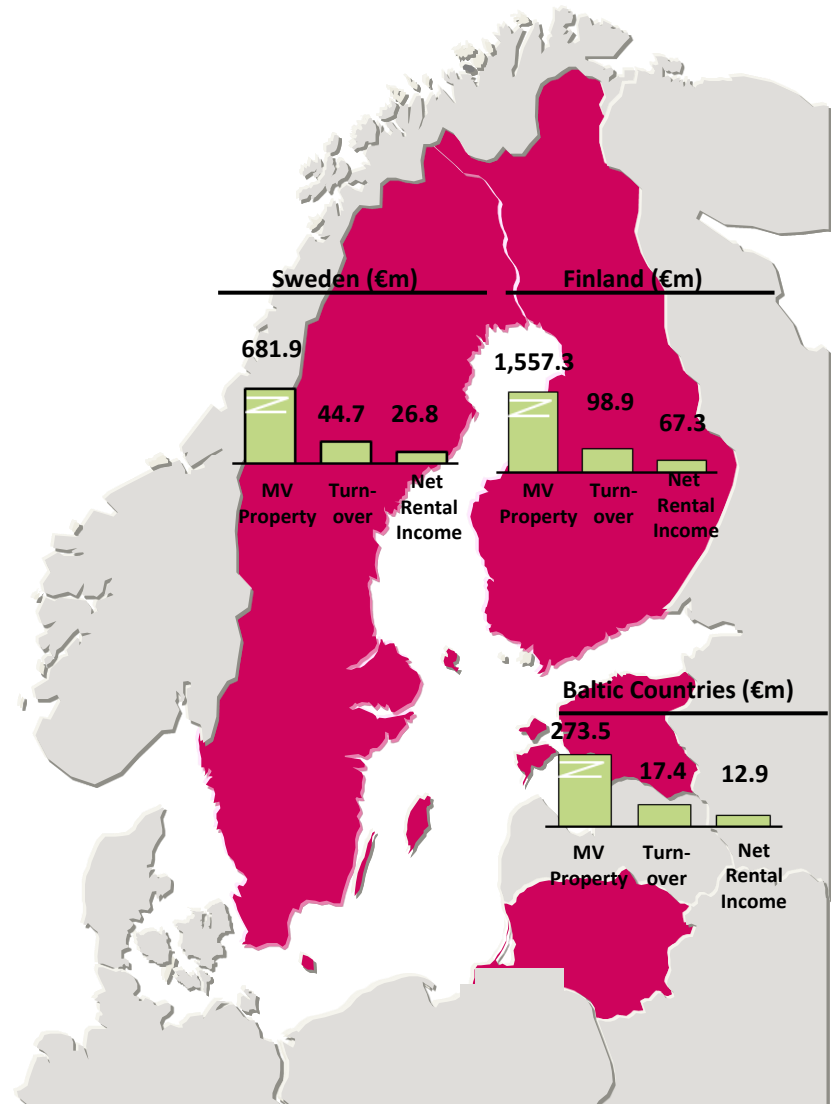 Sweden (€m)
681.9
44.7
26.8
MV
Property
Turn-
over
Net
Rental
Income
Finland (€m)
1,557.3
98.9
67.3
MV
Property
Turn-
over
Net
Rental
Income
Baltic Countries (€m)
273.5
17.4
12.9
MV
Property
Turn-
over
Net
Rental
Income